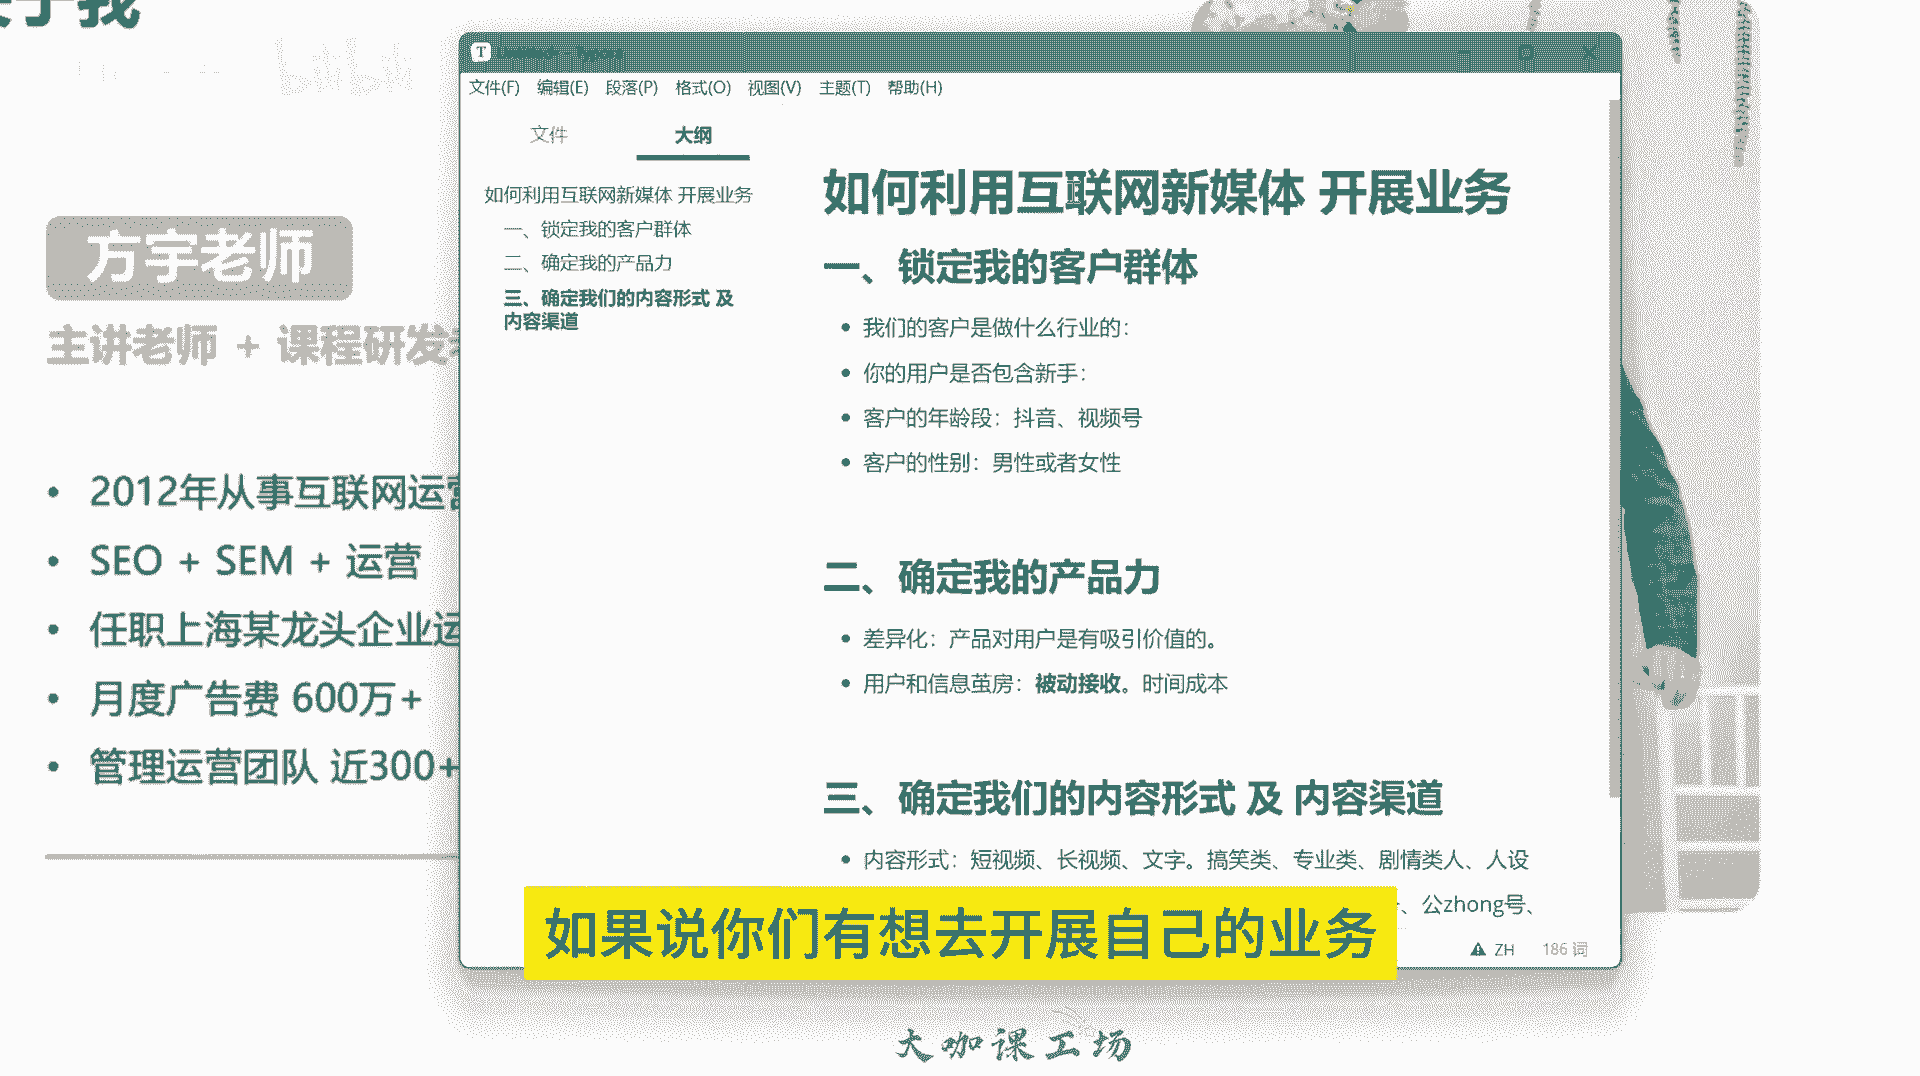 关于我
bilibili
方宇老师
主讲老师 + 课程研发
2012年从事互联网运营
SEO + SEM + 运营
任职上海某龙头企业运
月度广告费 600万+
管理运营团队 近300+
T
文件(F) 编辑(E) 段落(P) 格式(O) 视图(V) 主题(T) 帮助(H)
文件 大纲
如何利用互联网新媒体 开展业务
一、锁定我的客户群体
二、确定我的产品力
三、确定我们的内容形式 及
内容渠道
如何利用互联网新媒体 开展业务
一、锁定我的客户群体
我们的客户是做什么行业的：
你的用户是否包含新手：
客户的年龄段：抖音、视频号
客户的性别：男性或者女性
二、确定我的产品力
差异化：产品对用户是有吸引价值的。
用户和信息茧房：被动接收。时间成本
三、确定我们的内容形式 及 内容渠道
内容形式：短视频、长视频、文字。搞笑类、专业类、剧情类人、人设
、公zhong号、
如果说你们有想去开展自己的业务
ZH 186 词
大咖课工场